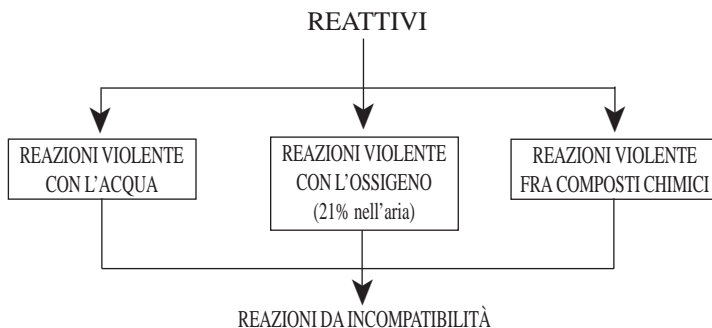 REATTIVI
REAZIONI VIOLENTE
CON L'ACQUA
REAZIONI VIOLENTE
CON L'OSSIGENO
(21% nell'aria)
REAZIONI VIOLENTE
FRA COMPOSTI CHIMICI
REAZIONI DA INCOMPATIBILITÀ